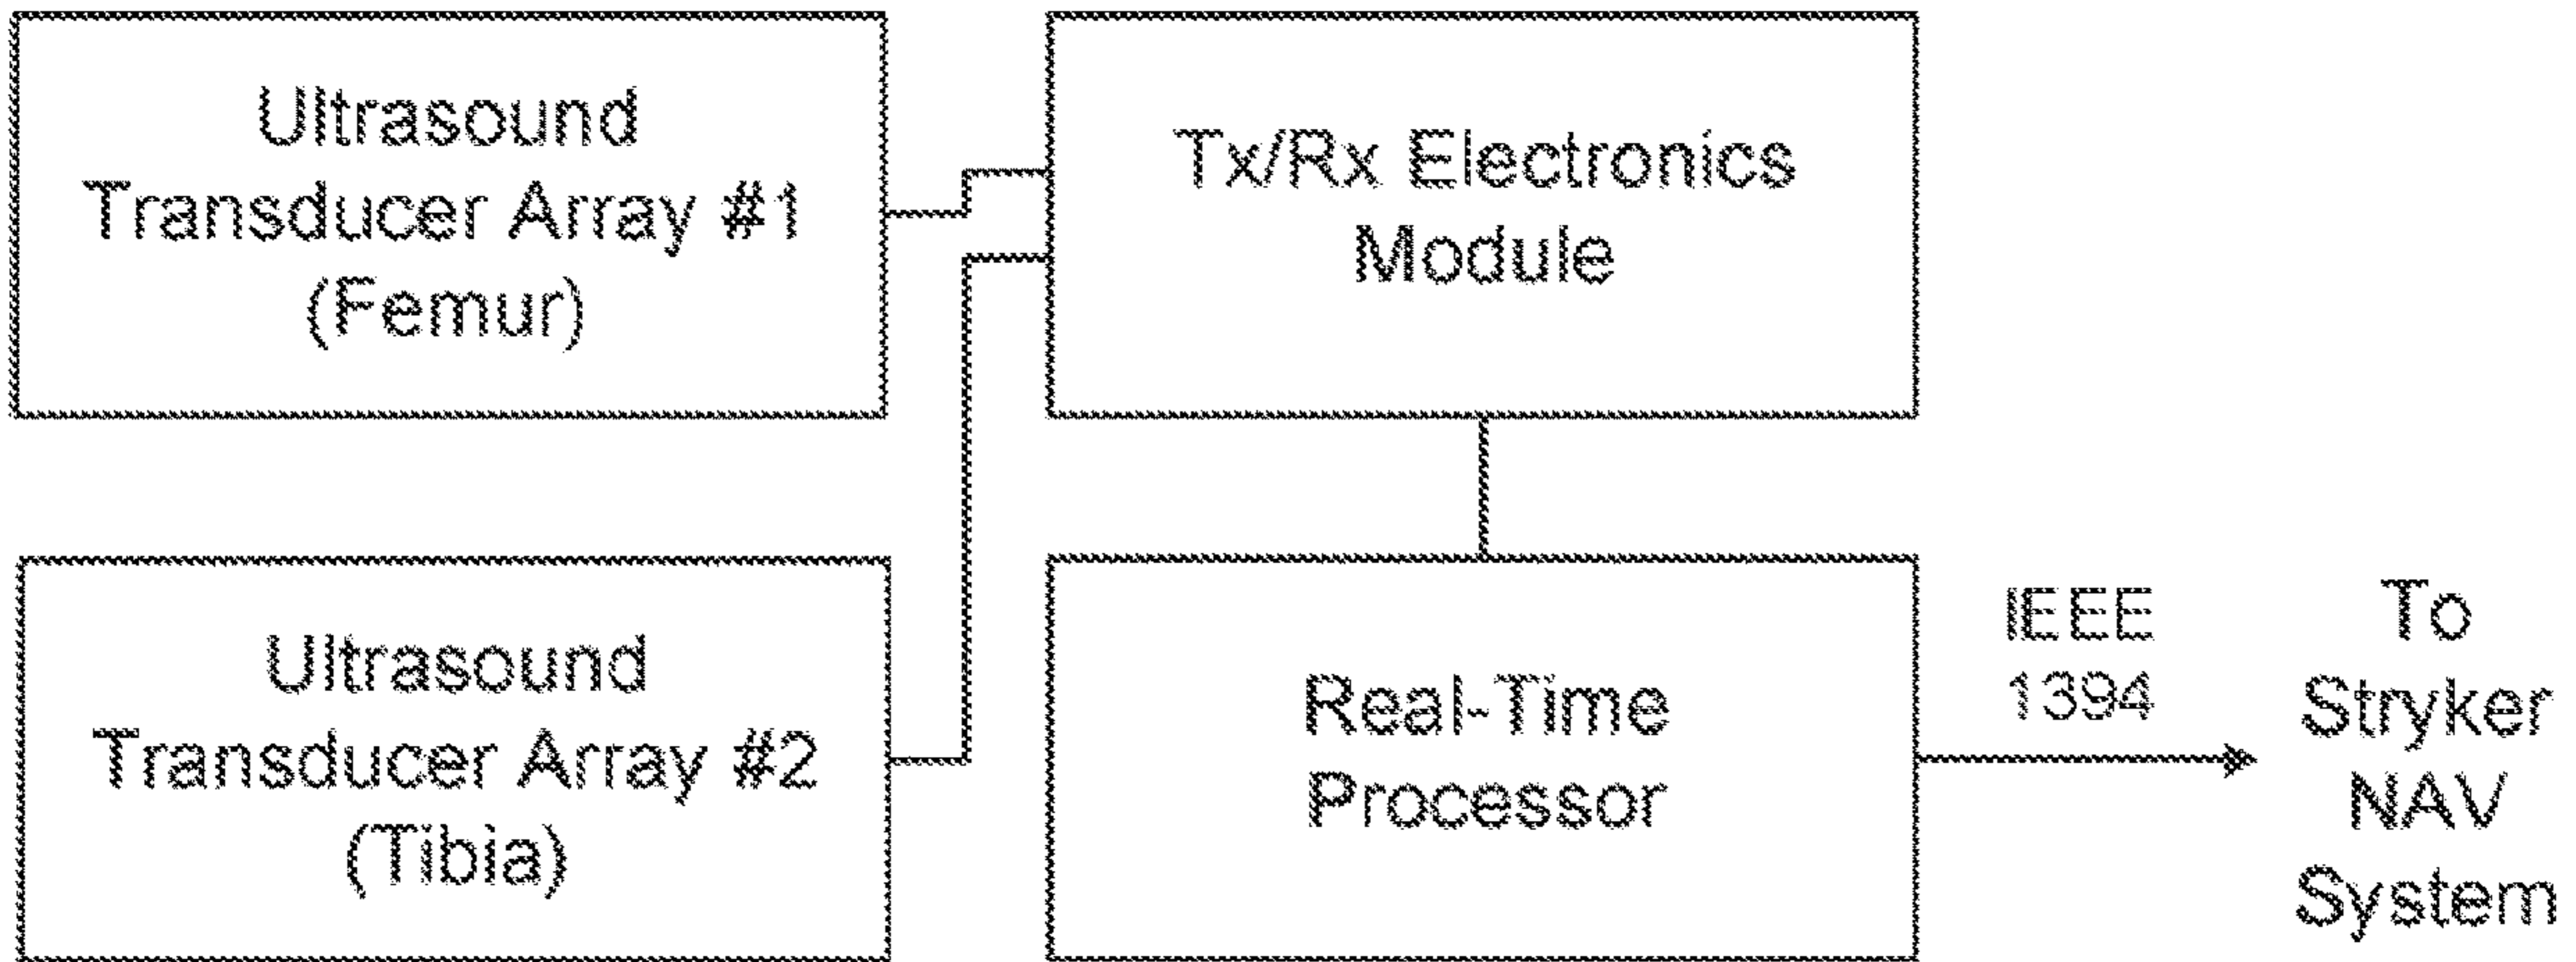 Ultrasound
Transducer Array #1
(Femur)
Tx/Rx Electronics
Module
Ultrasound
Transducer Array #2
(Tibia)
Real-Time
Processor
IEEE
1394
To
Stryker
NAV
System